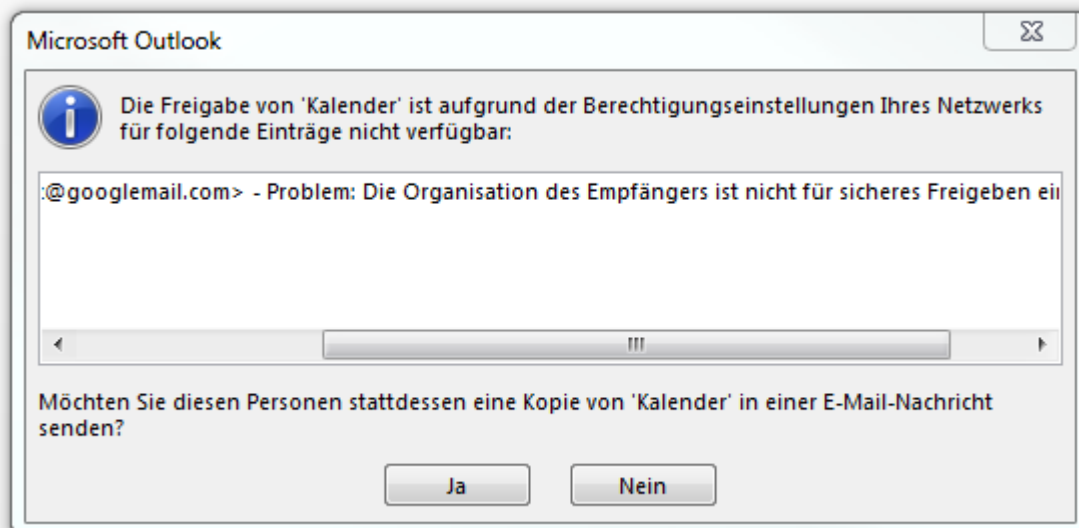 Microsoft Outlook
Die Freigabe von 'Kalender' ist aufgrund der Berechtigungseinstellungen Ihres Netzwerks
für folgende Einträge nicht verfügbar:
:@googlemail.com> - Problem: Die Organisation des Empfängers ist nicht für sicheres Freigeben
Möchten Sie diesen Personen stattdessen eine Kopie von 'Kalender' in einer E-Mail-Nachricht
senden?
Ja
Nein